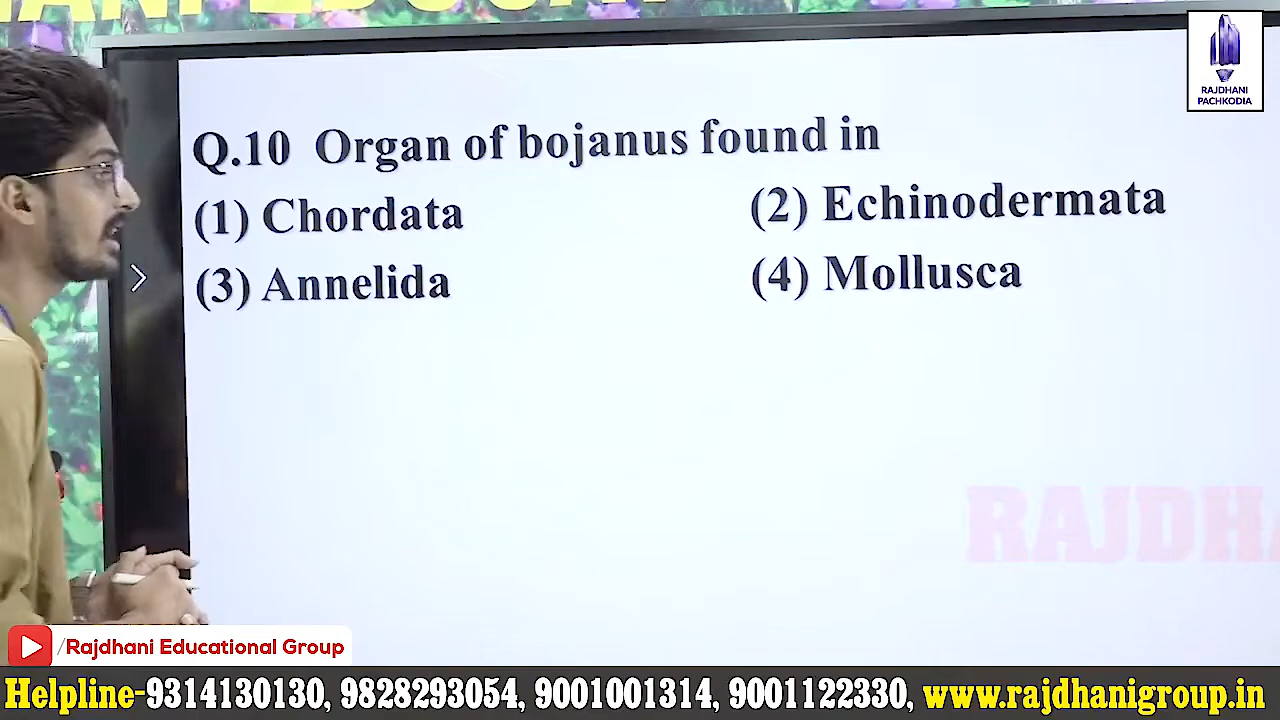 RAJDHANI
PACHKODIA
Q.10 Organ of bojanus found in
(1) Chordata (2) Echinodermata
(3) Annelida (4) Mollusca
/Rajdhani Educational Group
Helpline-9314130130, 9828293054, 9001001314, 9001122330, www.rajdhanigroup.in